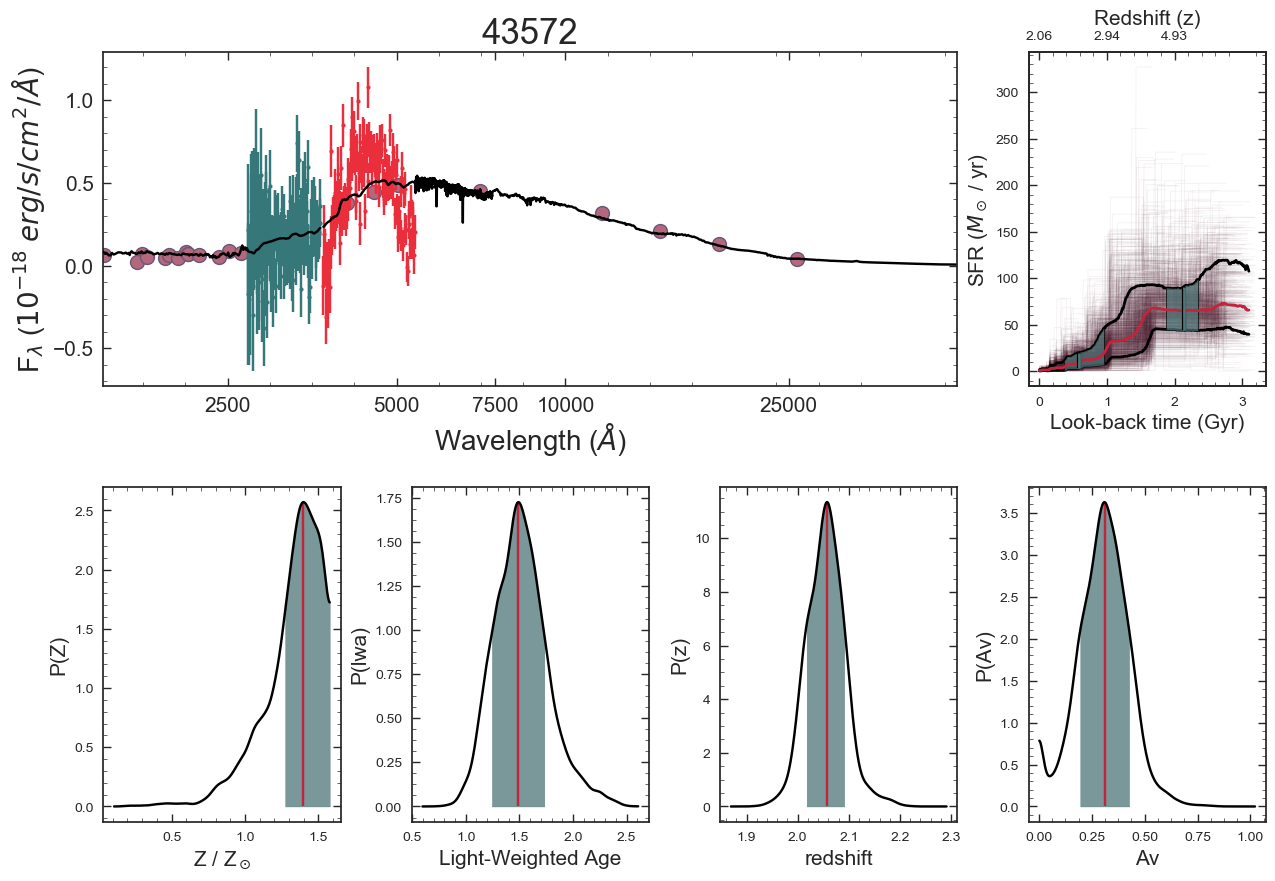 43572
Redshift (z)
2.06 2.94 4.93
F_λ (10^−18 erg/s/cm^2/Å)
1.0
0.5
0.0
−0.5
2500 5000 7500 10000 25000
Wavelength (Å)
SFR (M_⊙ / yr)
300
250
200
150
100
50
0
0 1 2 3
Look-back time (Gyr)
P(Z)
2.5
2.0
1.5
1.0
0.5
0.0
0.5 1.0 1.5
Z / Z_⊙
P(lwa)
1.75
1.50
1.25
1.00
0.75
0.50
0.25
0.00
0.5 1.0 1.5 2.0 2.5
Light-Weighted Age
P(z)
10
8
6
4
2
0
1.9 2.0 2.1 2.2 2.3
redshift
P(Av)
3.5
3.0
2.5
2.0
1.5
1.0
0.5
0.0
0.00 0.25 0.50 0.75 1.00
Av